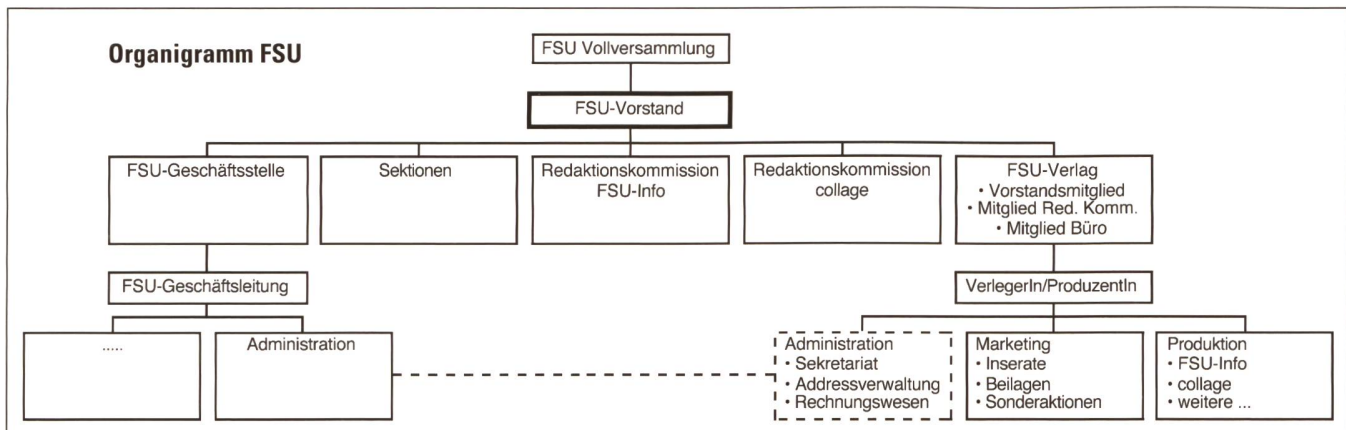 Organigramm FSU
FSU Vollversammlung
FSU-Vorstand
FSU-Geschäftsstelle
Sektionen
Redaktionskommission
FSU-Info
Redaktionskommission
collage
FSU-Verlag
• Vorstandsmitglied
• Mitglied Red. Komm.
• Mitglied Büro
FSU-Geschäftsleitung
VerlegerIn/ProduzentIn
.....
Administration
Administration
• Sekretariat
• Addressverwaltung
• Rechnungswesen
Marketing
• Inserate
• Beilagen
• Sonderaktionen
Produktion
• FSU-Info
• collage
• weitere ...